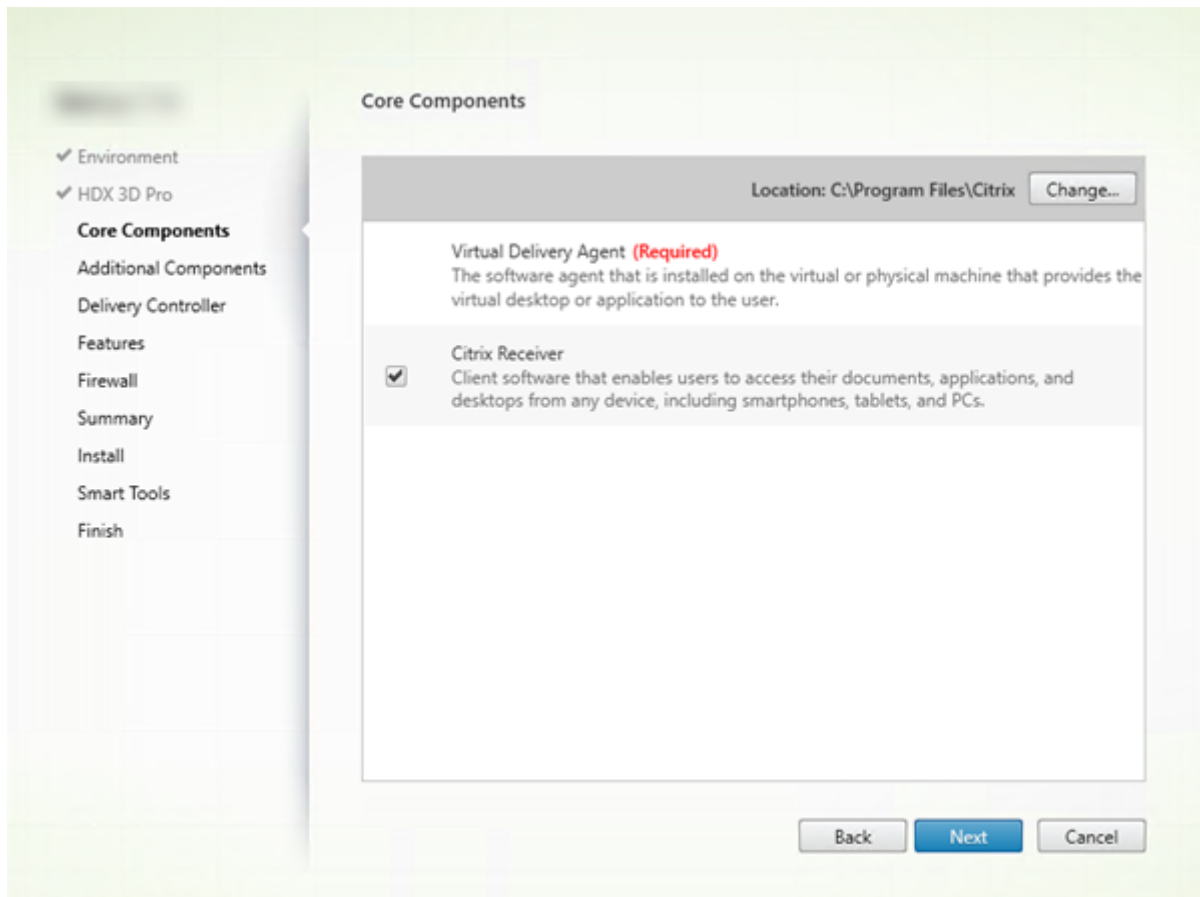 Core Components
Environment
HDX 3D Pro
Core Components
Additional Components
Delivery Controller
Features
Firewall
Summary
Install
Smart Tools
Finish
Location: C:\Program Files\Citrix
Change...
Virtual Delivery Agent (Required)
The software agent that is installed on the virtual or physical machine that provides the
virtual desktop or application to the user.
Citrix Receiver
Client software that enables users to access their documents, applications, and
desktops from any device, including smartphones, tablets, and PCs.
Back
Next
Cancel